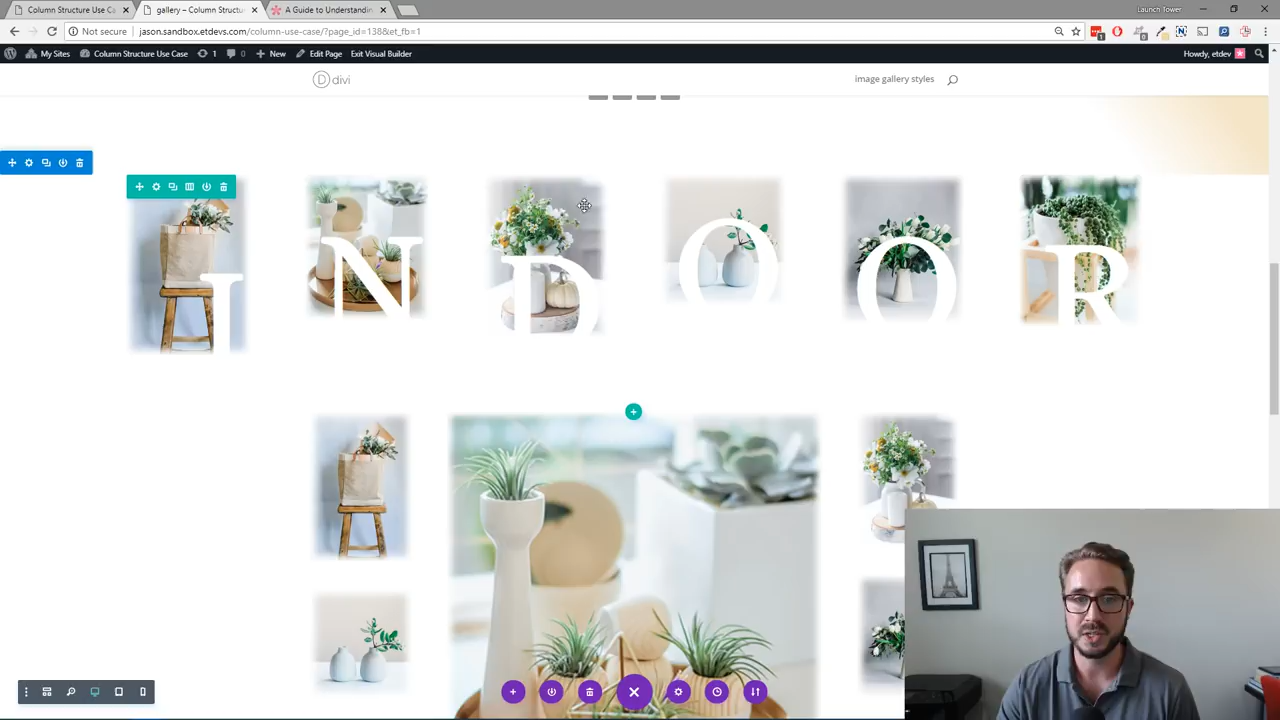 Column Structure Use Ca
gallery – Column Structu
A Guide to Understandin
Launch Tower
Not secure
jason.sandbox.etdevs.com/column-use-case/?page_id=138&et_fb=1
My Sites
Column Structure Use Case
1
0
New
Edit Page
Exit Visual Builder
Howdy, etdev
D divi
image gallery styles
I N D O O R